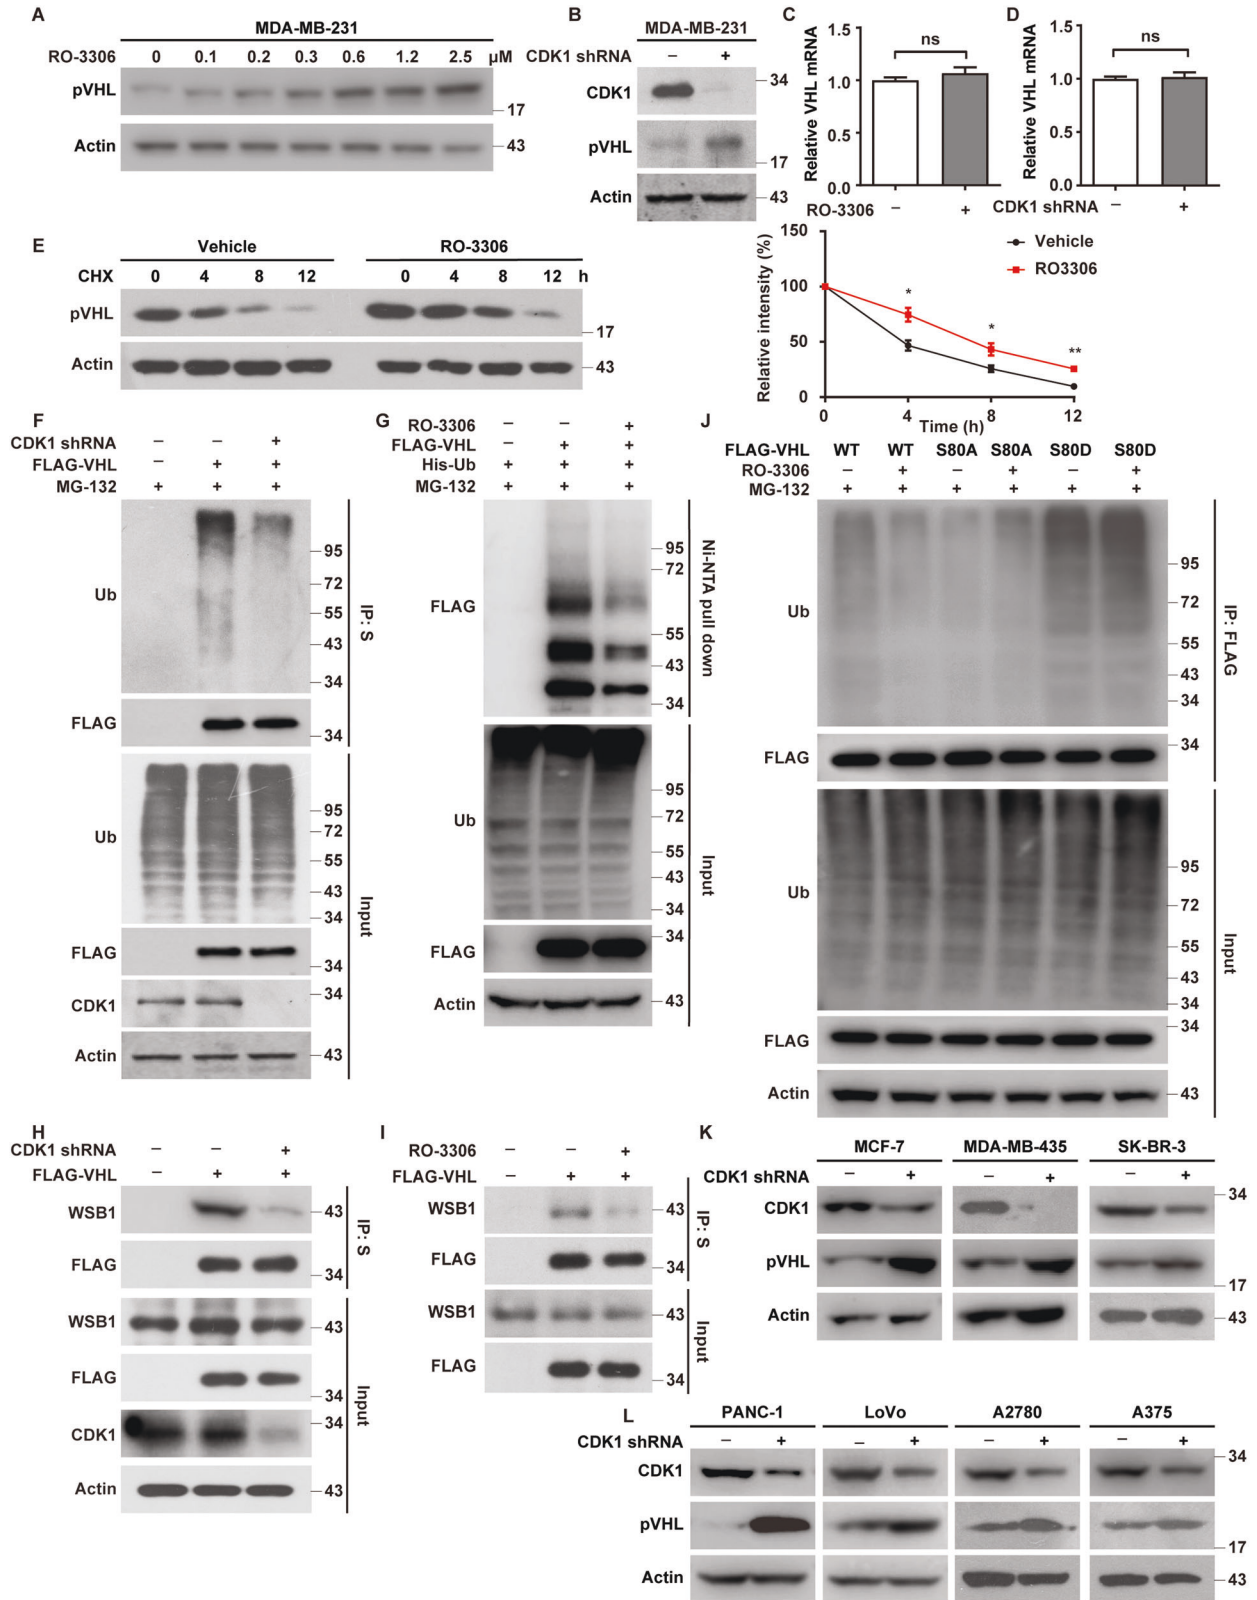 A
MDA-MB-231
RO-3306 0 0.1 0.2 0.3 0.6 1.2 2.5 µM
pVHL
17
Actin
43
B
MDA-MB-231
CDK1 shRNA – +
CDK1
34
pVHL
17
Actin
43
C
Relative VHL mRNA
1.5
1.0
0.5
0.0
ns
RO-3306 – +
D
Relative VHL mRNA
1.5
1.0
0.5
0.0
ns
CDK1 shRNA – +
E
Vehicle RO-3306
CHX 0 4 8 12 0 4 8 12 h
pVHL
17
Actin
43
Relative intensity (%)
150
100
50
0
0 4 8 12
Time (h)
Vehicle
RO3306
*
*
**
F
CDK1 shRNA – – +
FLAG-VHL – + +
MG-132 + + +
Ub
95
72
55
43
34
FLAG
34
IP: S
Ub
95
72
55
43
34
FLAG
34
CDK1
34
Actin
43
Input
G
RO-3306 – – +
FLAG-VHL – + +
His-Ub + + +
MG-132 + + +
FLAG
95
72
55
43
34
Ni-NTA pull down
Ub
95
72
55
43
34
FLAG
34
Actin
43
Input
J
FLAG-VHL WT WT S80A S80A S80D S80D
RO-3306 – + – + – +
MG-132 + + + + + +
Ub
95
72
55
43
34
FLAG
34
IP: FLAG
Ub
95
72
55
43
34
FLAG
34
Actin
43
Input
H
CDK1 shRNA – – +
FLAG-VHL – + +
WSB1
43
FLAG
34
IP: S
WSB1
43
FLAG
34
CDK1
34
Actin
43
Input
I
RO-3306 – – +
FLAG-VHL – + +
WSB1
43
FLAG
34
IP: S
WSB1
43
FLAG
34
Input
K
MCF-7 MDA-MB-435 SK-BR-3
CDK1 shRNA – + – + – +
CDK1
34
pVHL
17
Actin
43
L
PANC-1 LoVo A2780 A375
CDK1 shRNA – + – + – + – +
CDK1
34
pVHL
17
Actin
43